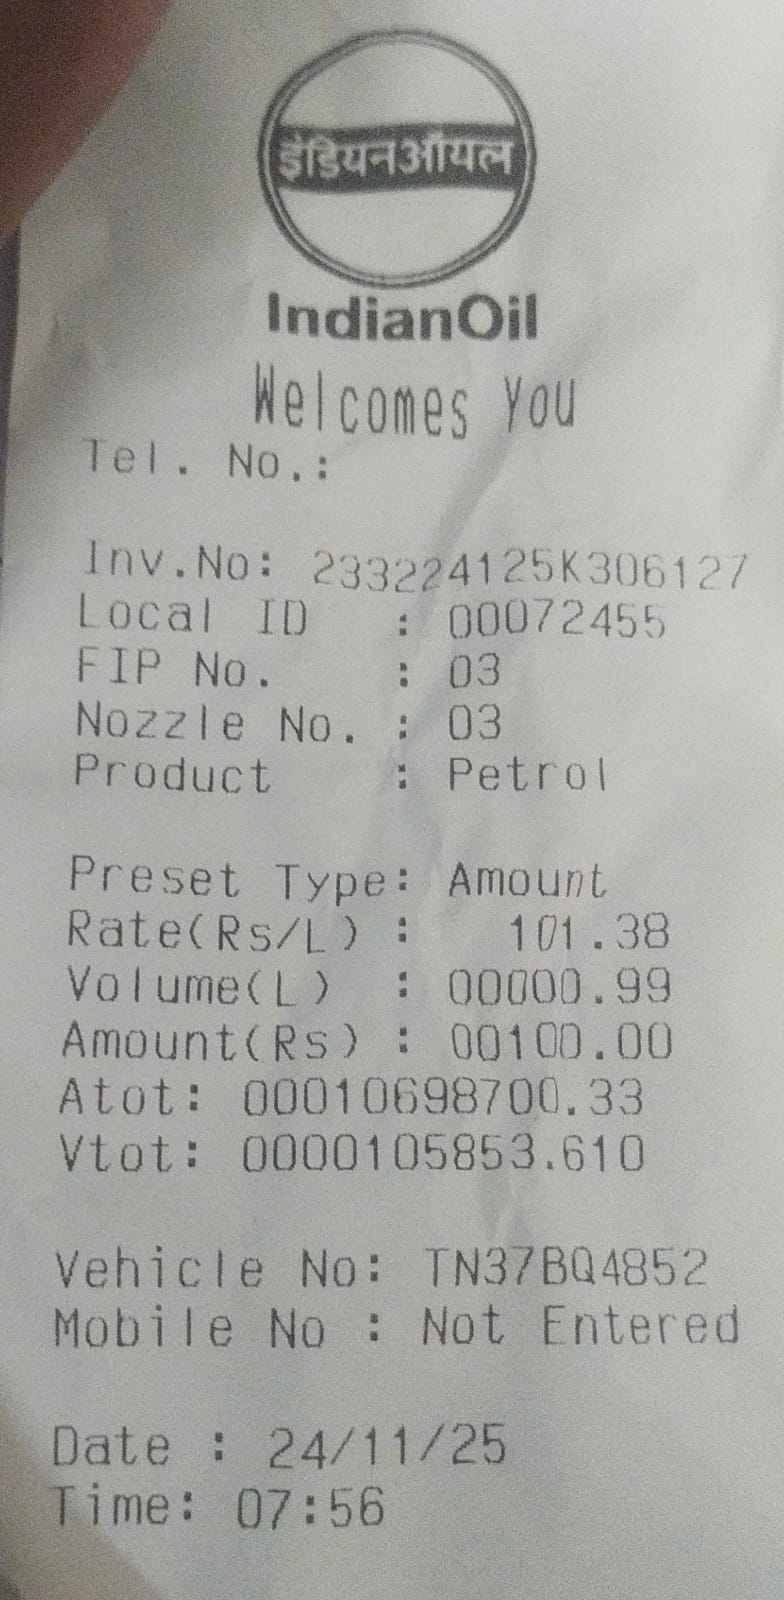 इंडियनऑयल
IndianOil
Welcomes You
Tel. No.:
Inv.No: 233224125K306127
Local ID : 00072455
FIP No. : 03
Nozzle No. : 03
Product : Petrol
Preset Type: Amount
Rate(Rs/L) : 101.38
Volume(L) : 00000.99
Amount(Rs) : 00100.00
Atot: 00010698700.33
Vtot: 0000105853.610
Vehicle No: TN37BQ4852
Mobile No : Not Entered
Date : 24/11/25
Time: 07:56